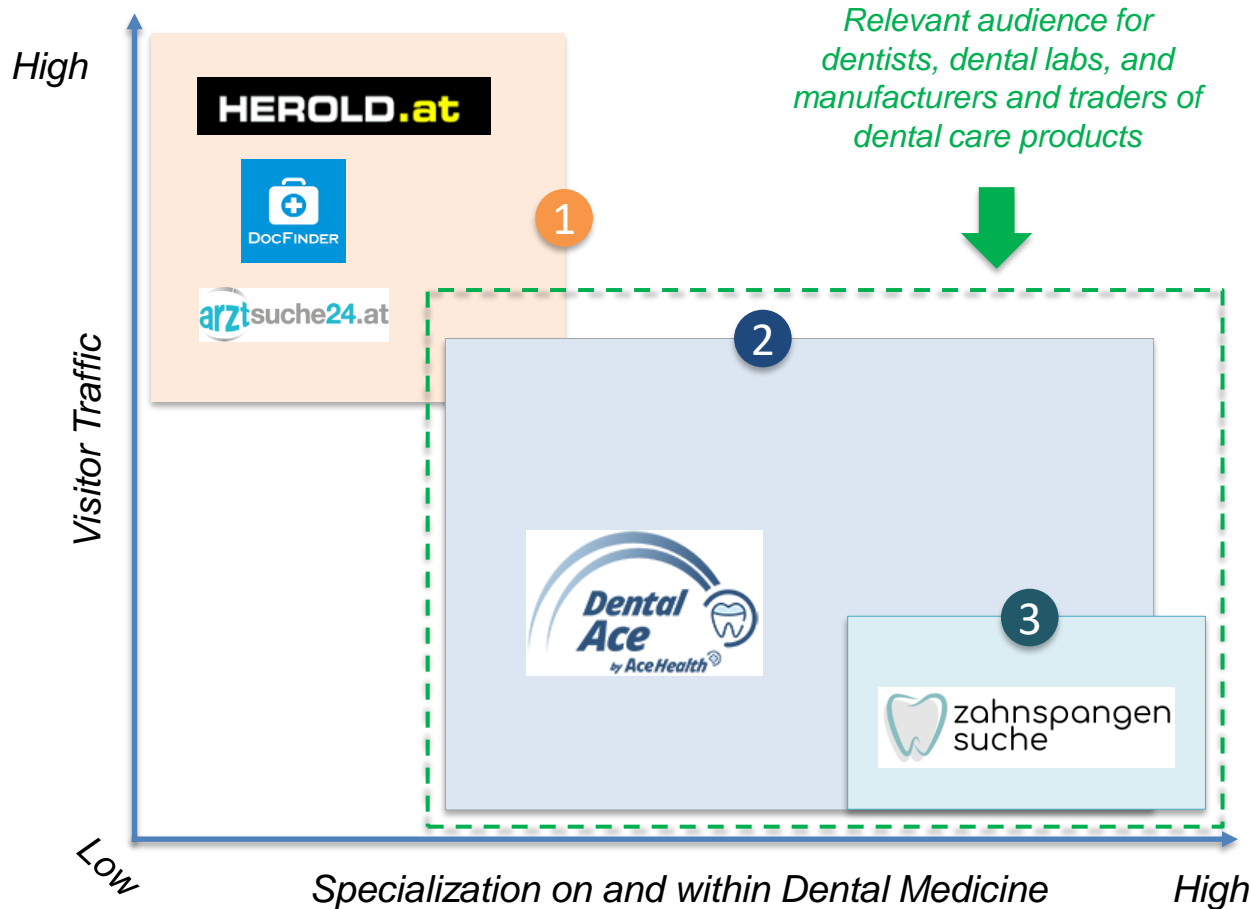 High
Relevant audience for
dentists, dental labs, and
manufacturers and traders of
dental care products
HEROLD.at
DOCFINDER
1
arztsuche24.at
2
Visitor Traffic
Dental
Ace
by AceHealth
3
zahnspangen
suche
Low
Specialization on and within Dental Medicine
High